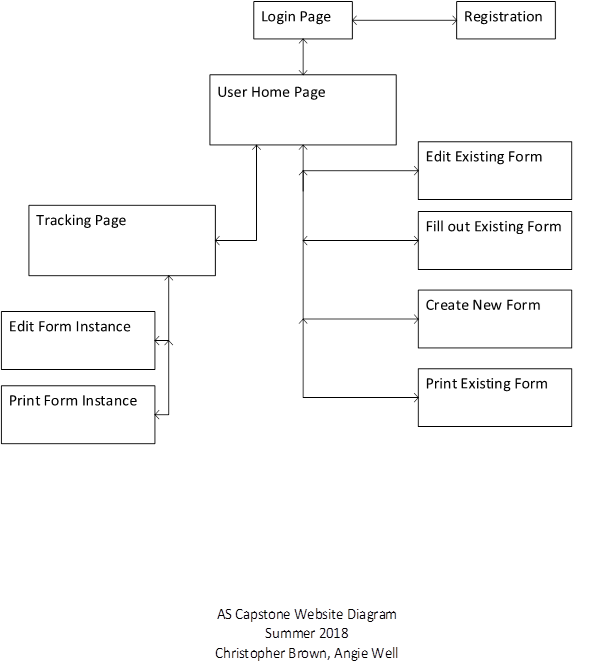 Login Page
Registration
User Home Page
Edit Existing Form
Tracking Page
Fill out Existing Form
Create New Form
Edit Form Instance
Print Existing Form
Print Form Instance
AS Capstone Website Diagram
Summer 2018
Christopher Brown, Angie Well